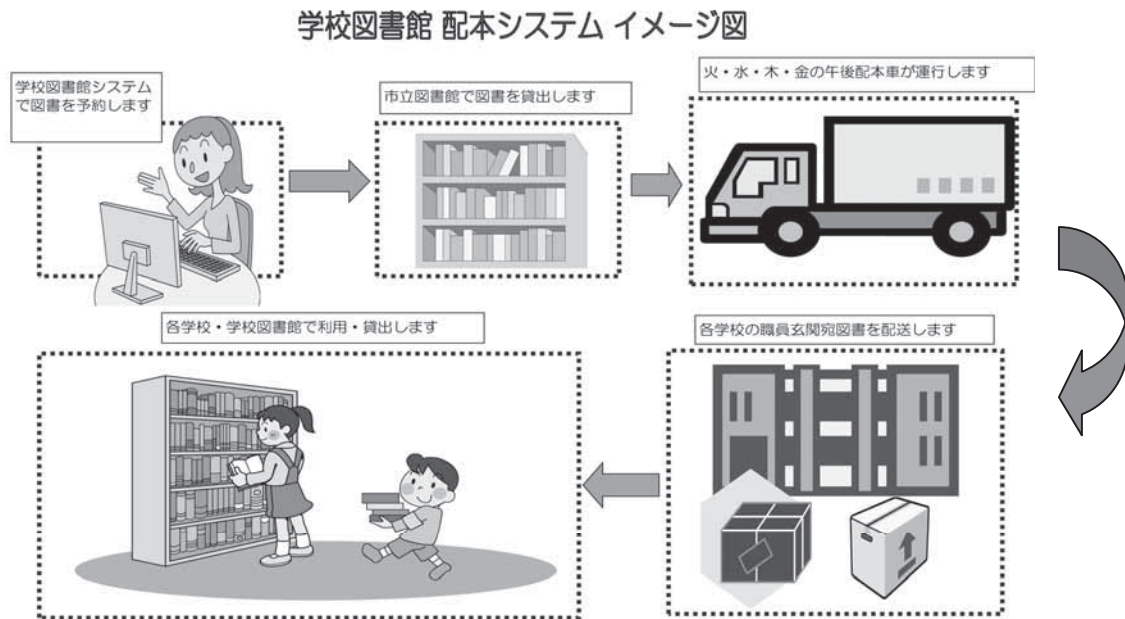 学校図書館 配本システム イメージ図
学校図書館システム
で図書を予約します
市立図書館で図書を貸出します
火・水・木・金の午後配本車が運行します
各学校の職員玄関宛図書を配送します
各学校・学校図書館で利用・貸出します